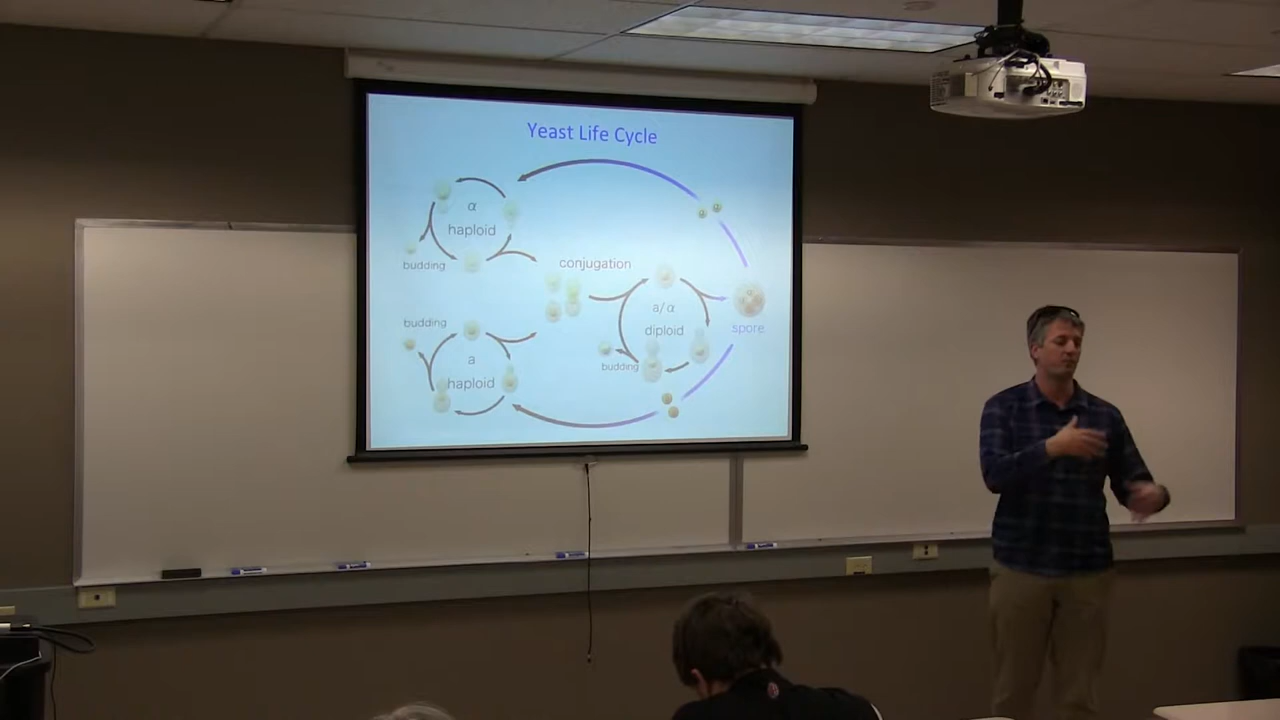 Yeast Life Cycle
α
haploid
budding
conjugation
budding
a
haploid
a/α
diploid
budding
spore